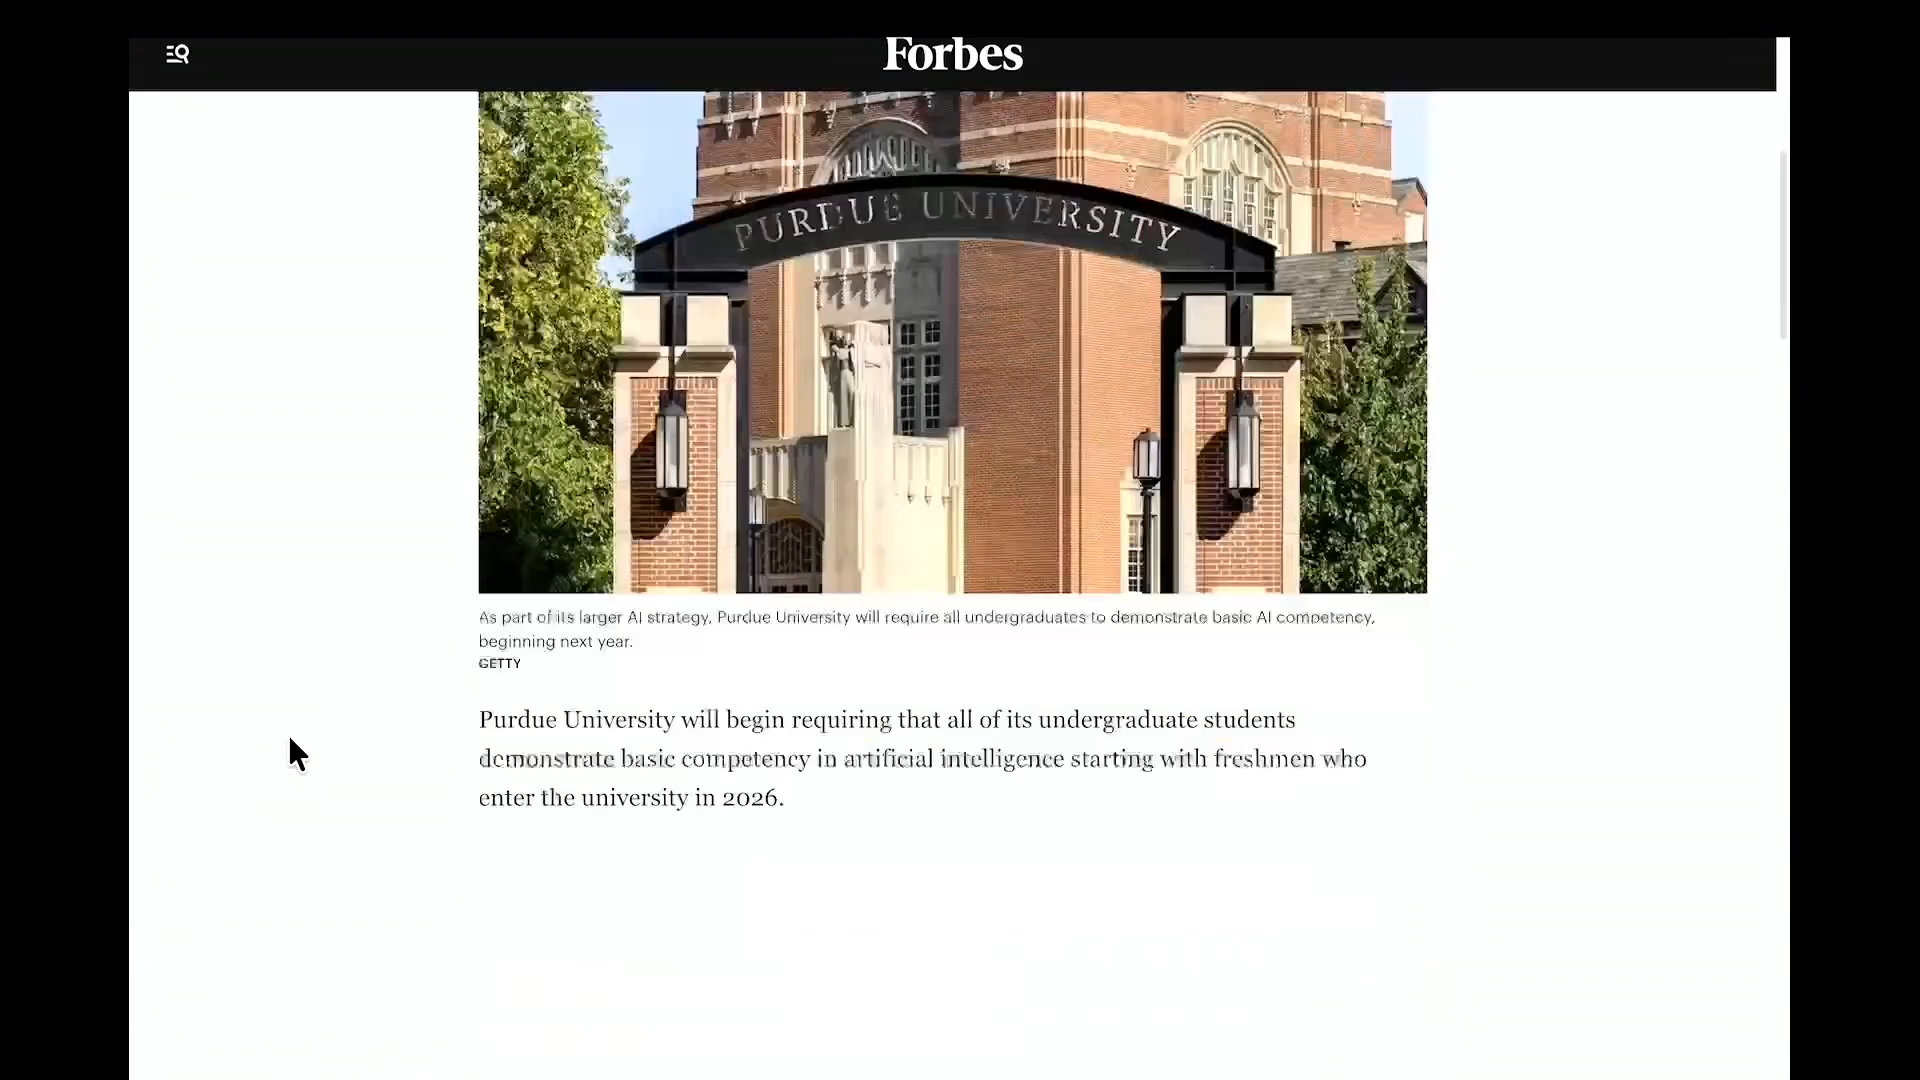 Forbes
PURDUE UNIVERSITY
As part of its larger AI strategy, Purdue University will require all undergraduates to demonstrate basic AI competency,
beginning next year.
GETTY
Purdue University will begin requiring that all of its undergraduate students
demonstrate basic competency in artificial intelligence starting with freshmen who
enter the university in 2026.